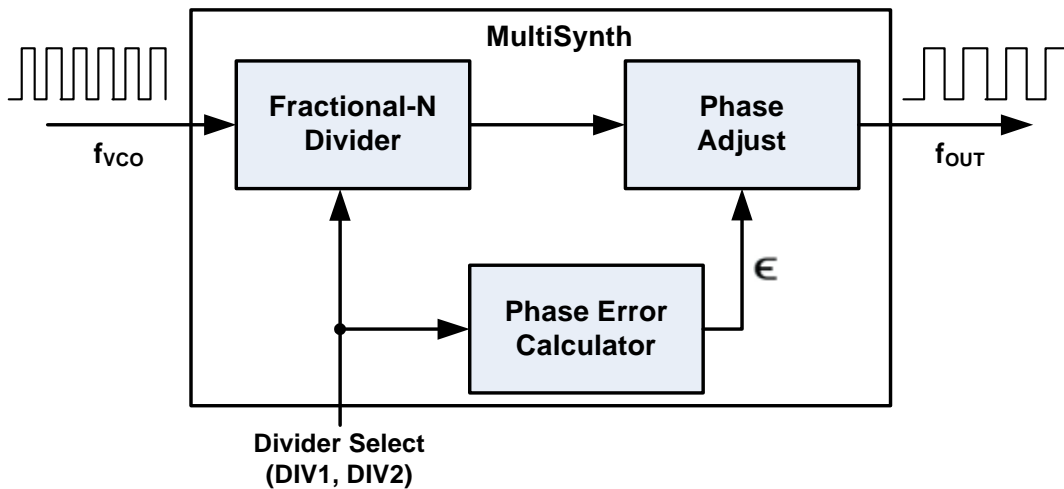 MultiSynth
Fractional-N
Divider
Phase
Adjust
fVCO
fOUT
ϵ
Phase Error
Calculator
Divider Select
(DIV1, DIV2)